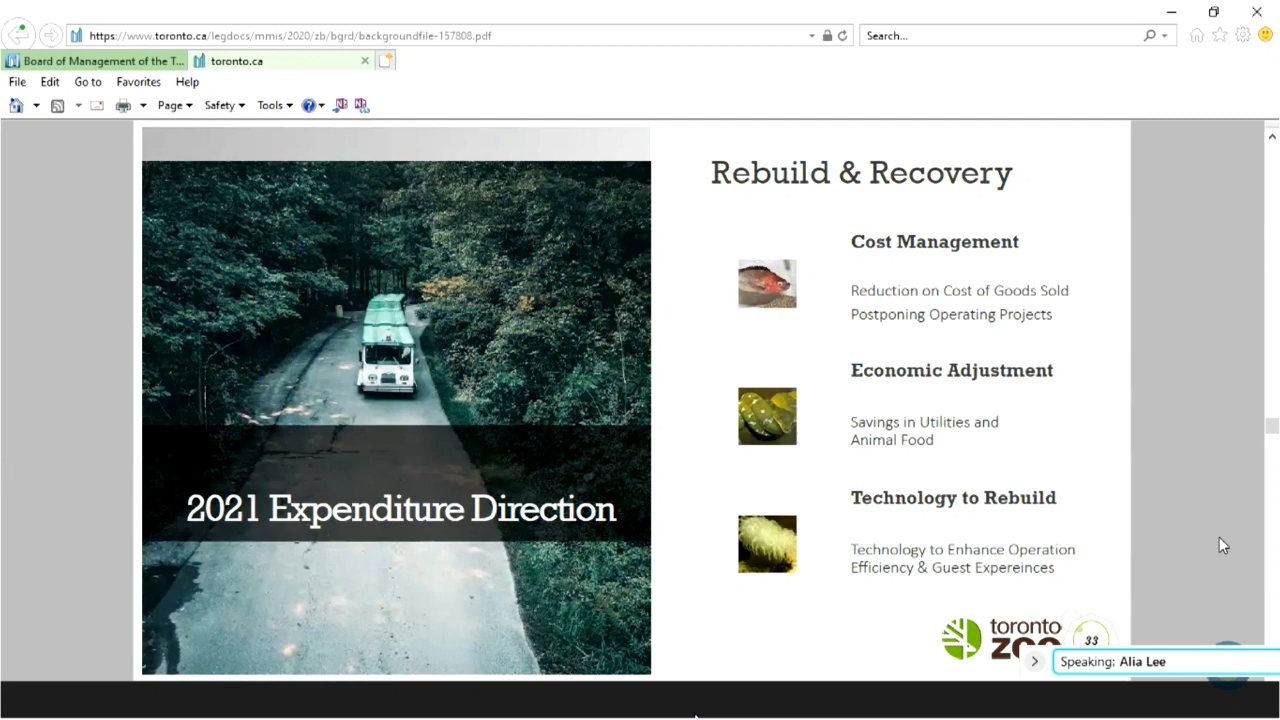 https://www.toronto.ca/legdocs/mmis/2020/zb/bgrd/backgroundfile-157808.pdf
Search...
Board of Management of the T...
toronto.ca
File Edit Go to Favorites Help
Page Safety Tools
2021 Expenditure Direction
Rebuild & Recovery
Cost Management
Reduction on Cost of Goods Sold
Postponing Operating Projects
Economic Adjustment
Savings in Utilities and
Animal Food
Technology to Rebuild
Technology to Enhance Operation
Efficiency & Guest Expereinces
toronto
zoo
33
Speaking: Alia Lee